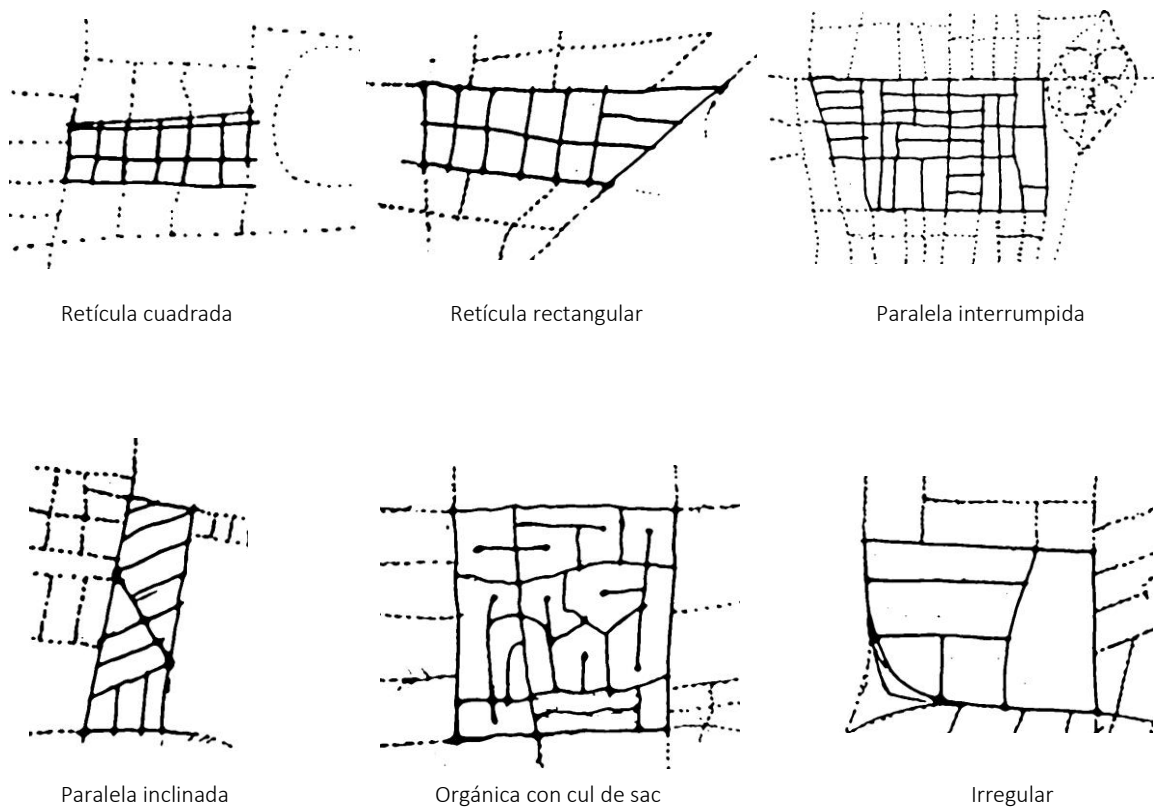 Retícula cuadrada
Retícula rectangular
Paralela interrumpida
Paralela inclinada
Orgánica con cul de sac
Irregular